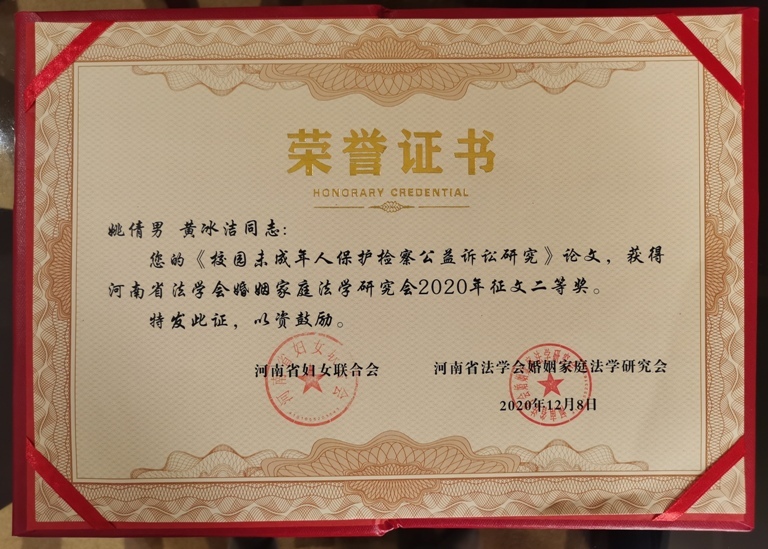 荣誉证书
HONORARY CREDENTIAL
姚倩男 黄冰洁同志：
您的《校园未成年人保护检察公益诉讼研究》论文，获得
河南省法学会婚姻家庭法学研究会2020年征文二等奖。
特发此证，以资鼓励。
河南省妇女联合会
河南省法学会婚姻家庭法学研究会
2020年12月8日